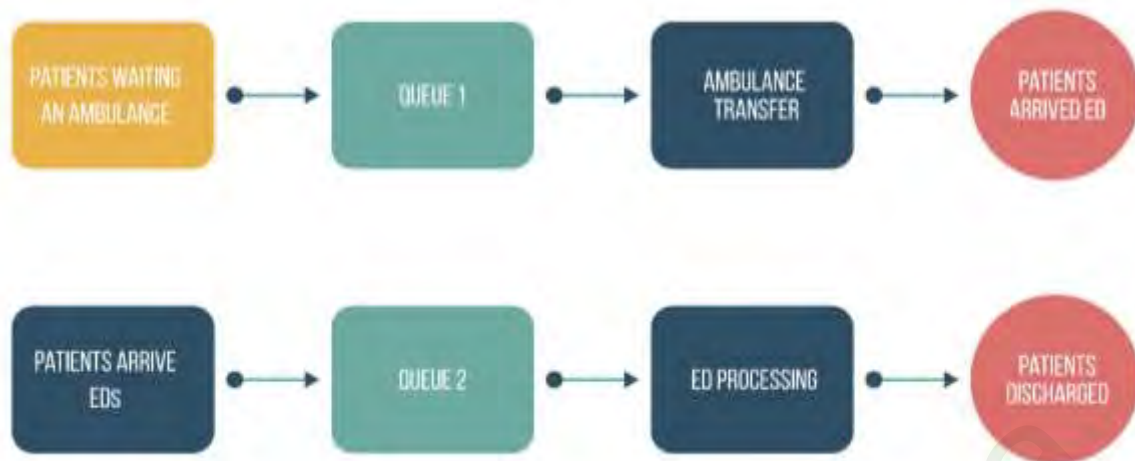 PATIENTS WAITING
AN AMBULANCE
QUEUE 1
AMBULANCE
TRANSFER
PATIENTS
ARRIVED ED
PATIENTS ARRIVE
EDs
QUEUE 2
ED PROCESSING
PATIENTS
DISCHARGED